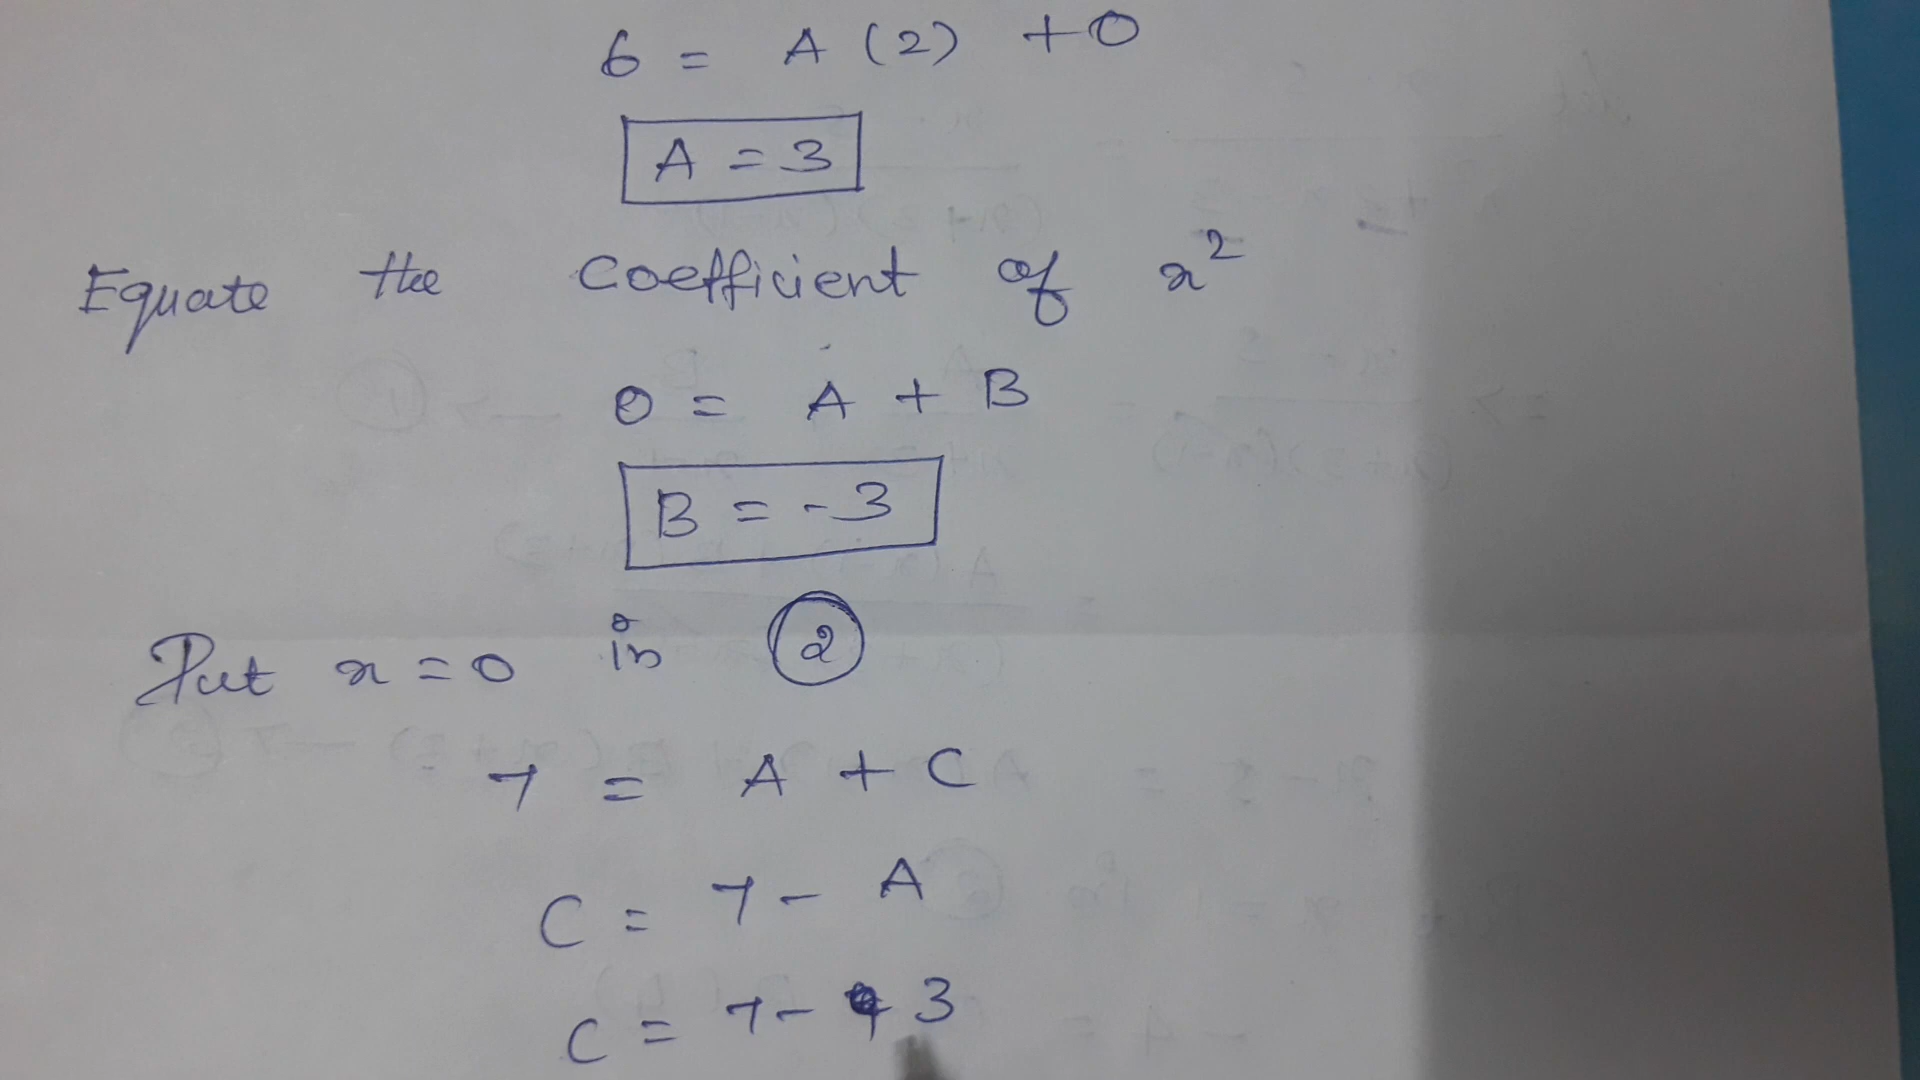 6 = A (2) + 0
A = 3
Equate the coefficient of x²
0 = A + B
B = -3
Put x = 0 in ②
7 = A + C
C = 7 - A
C = 7 - 3